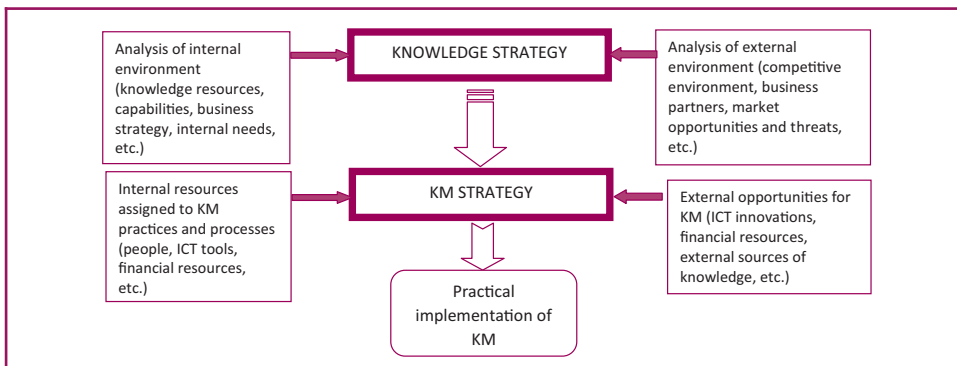 Analysis of internal
environment
(knowledge resources,
capabilities, business
strategy, internal needs,
etc.)
KNOWLEDGE STRATEGY
Analysis of external
environment (competitive
environment, business
partners, market
opportunities and threats,
etc.)
Internal resources
assigned to KM
practices and processes
(people, ICT tools,
financial resources,
etc.)
KM STRATEGY
External opportunities for
KM (ICT innovations,
financial resources,
external sources of
knowledge, etc.)
Practical
implementation of
KM